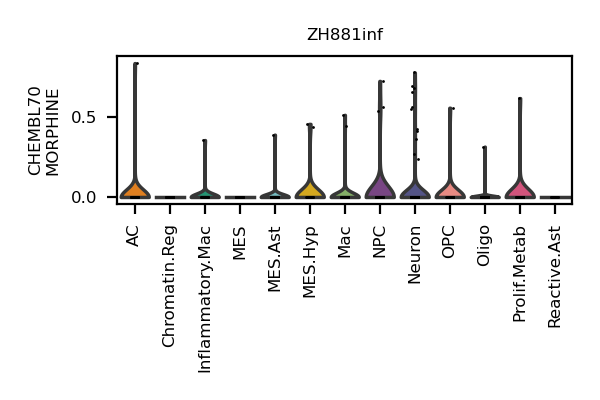 ZH881inf
CHEMBL70
MORPHINE
0.5
0.0
AC
Chromatin.Reg
Inflammatory.Mac
MES
MES.Ast
MES.Hyp
Mac
NPC
Neuron
OPC
Oligo
Prolif.Metab
Reactive.Ast